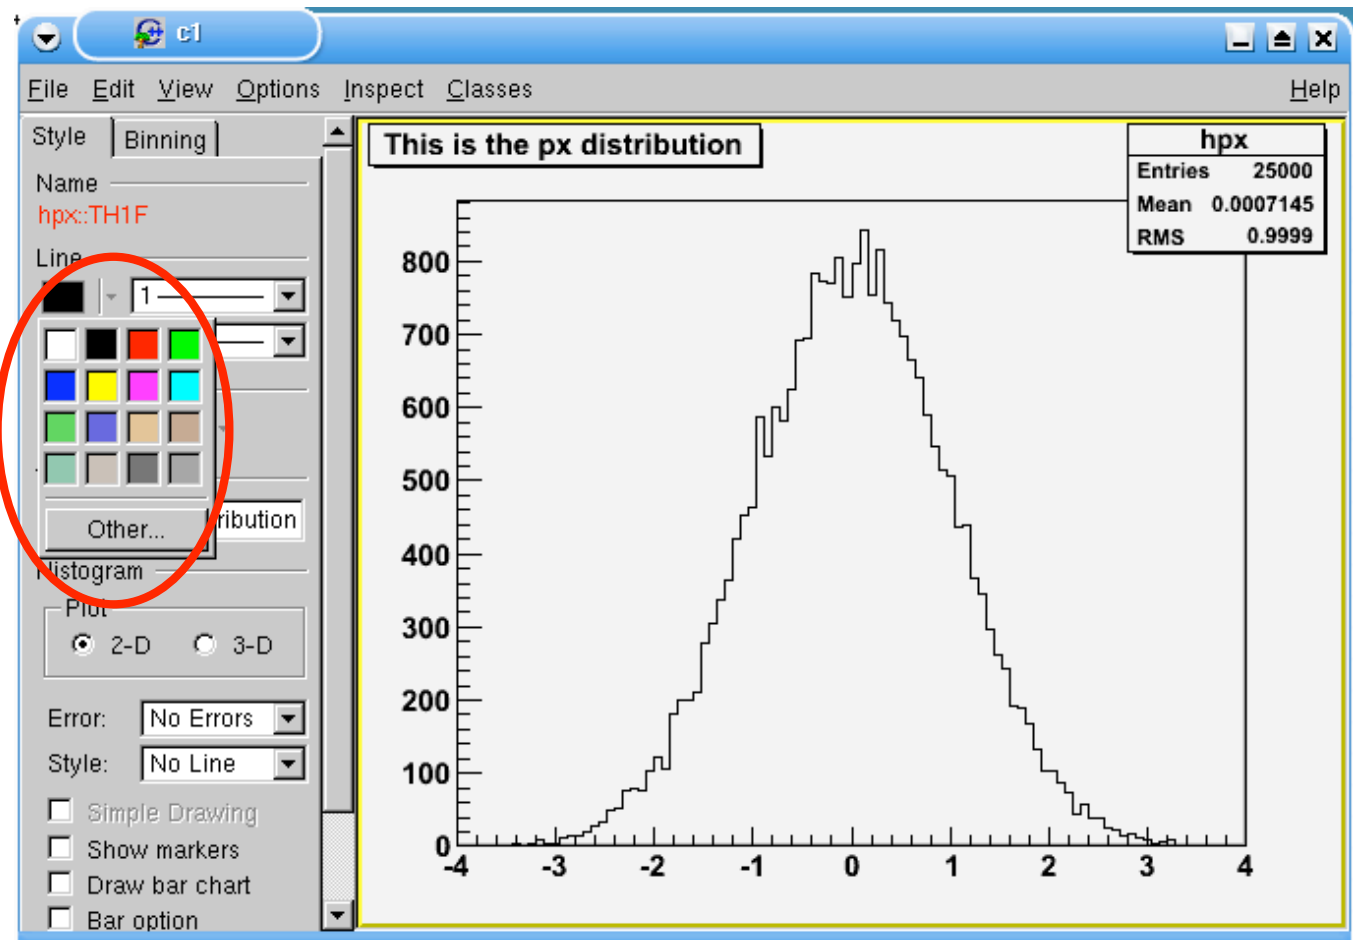 c1
File Edit View Options Inspect Classes Help
Style Binning
Name
hpx::TH1F
Line
1
Other...
ribution
Histogram
Plot
2-D 3-D
Error: No Errors
Style: No Line
Simple Drawing
Show markers
Draw bar chart
Bar option
This is the px distribution
hpx
Entries 25000
Mean 0.0007145
RMS 0.9999
800
700
600
500
400
300
200
100
0
-4 -3 -2 -1 0 1 2 3 4